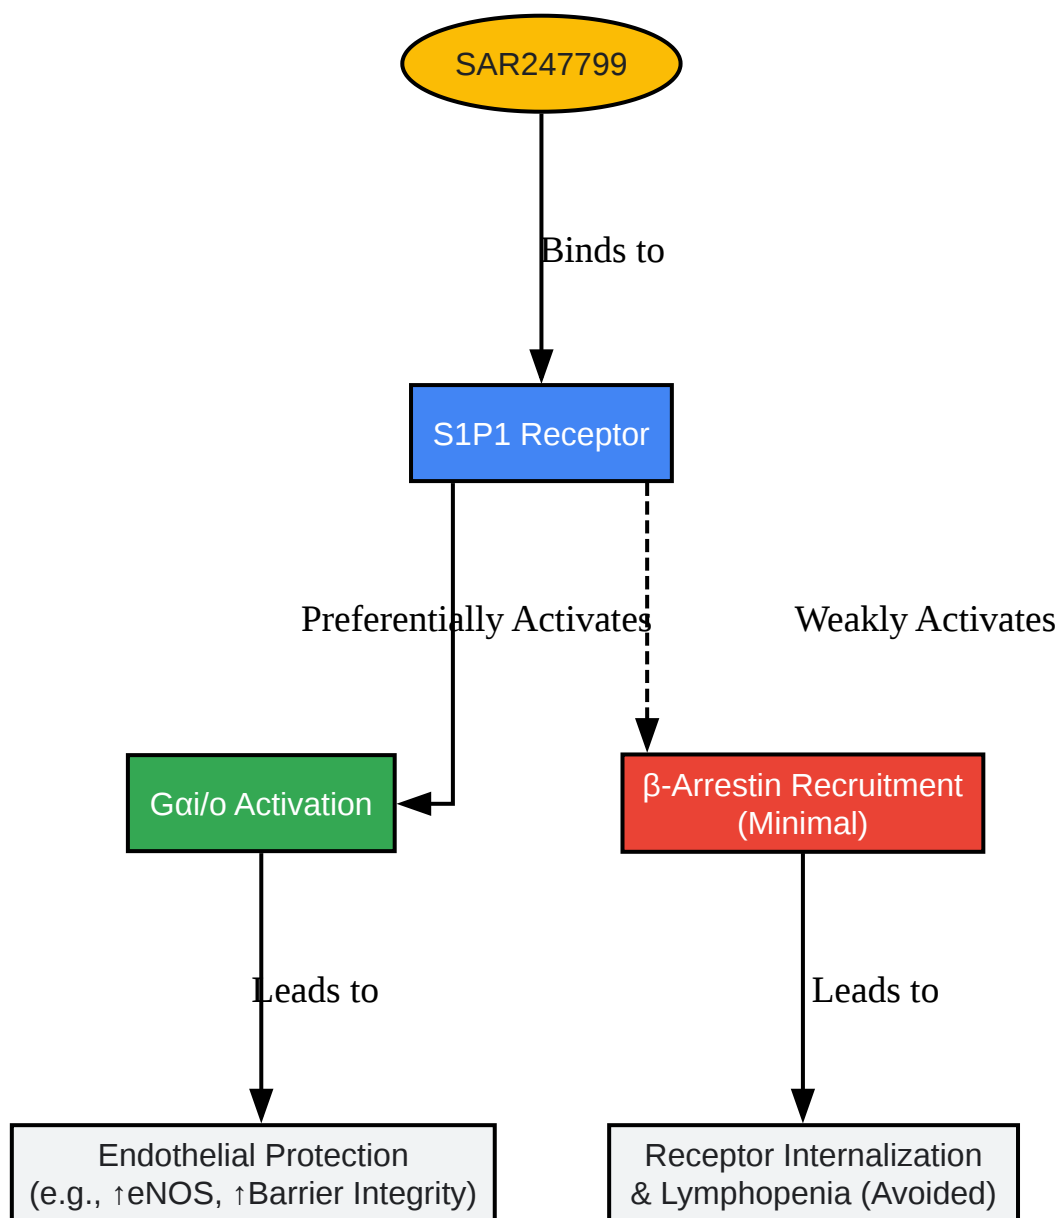 SAR247799
Binds to
S1P1 Receptor
Preferentially Activates
Weakly Activates
Gαi/o Activation
β-Arrestin Recruitment
(Minimal)
Leads to
Leads to
Endothelial Protection
(e.g., ↑eNOS, ↑Barrier Integrity)
Receptor Internalization
& Lymphopenia (Avoided)